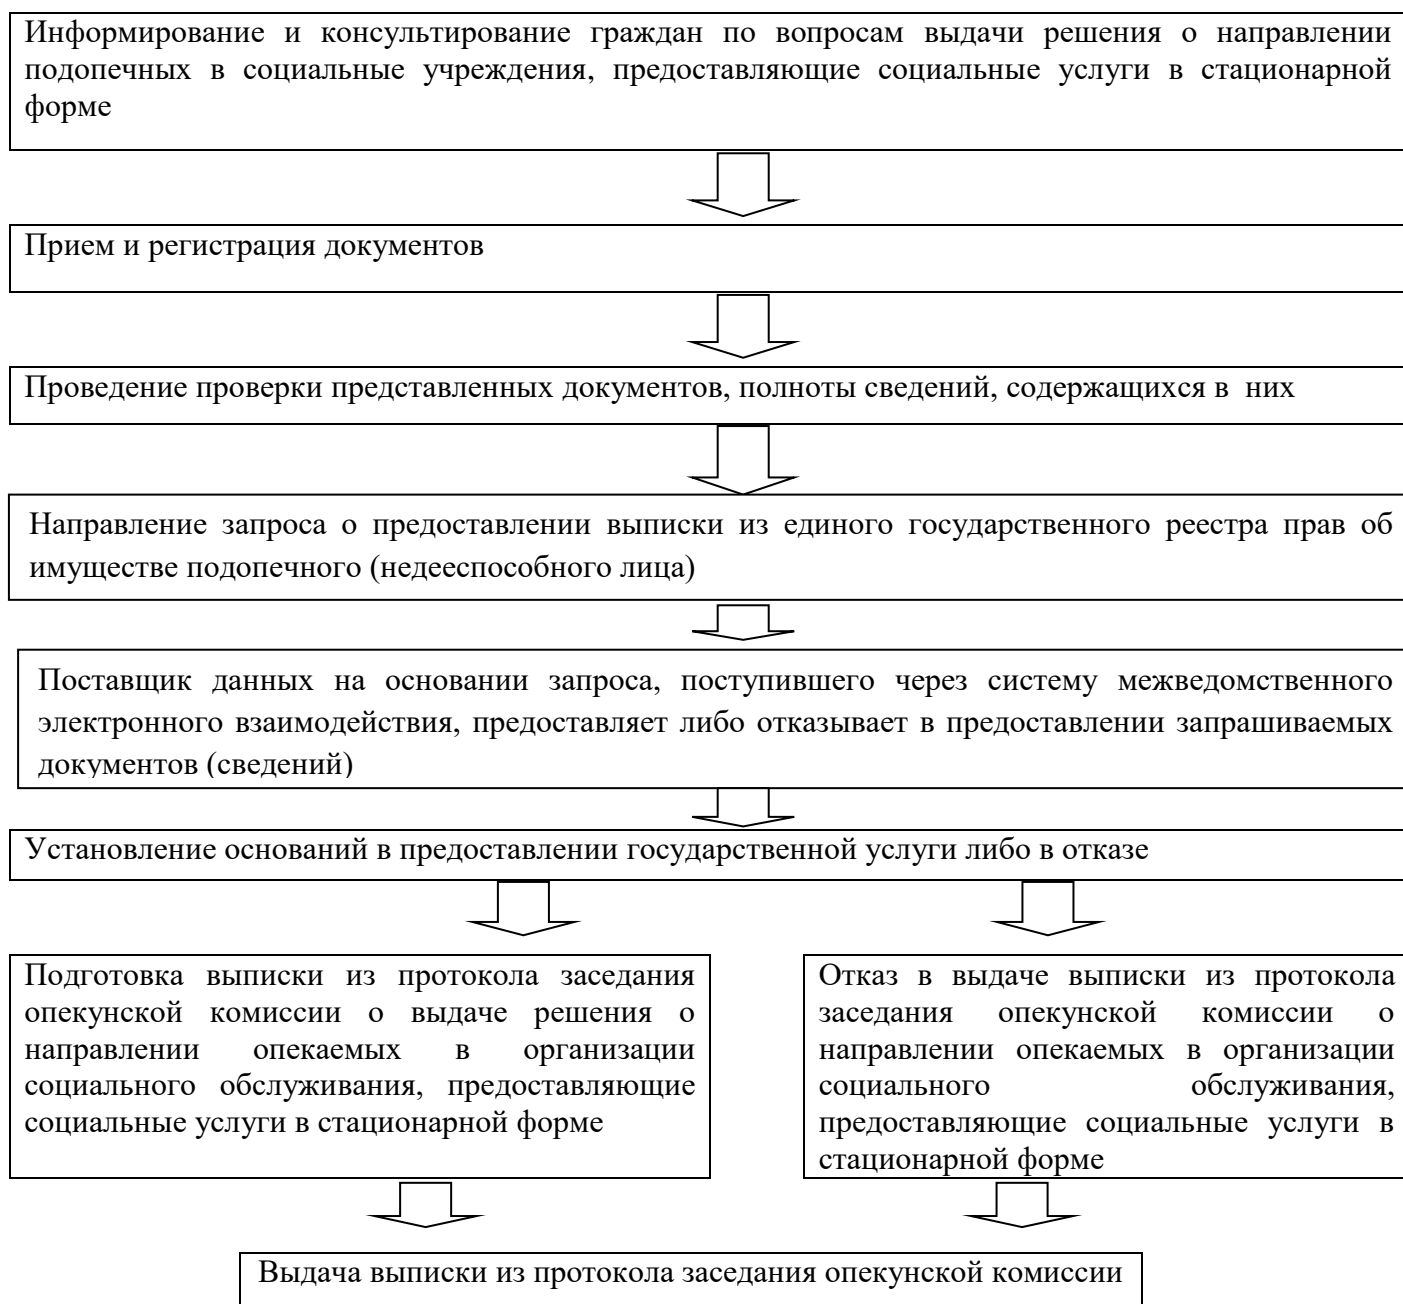 Информирование и консультирование граждан по вопросам выдачи решения о направлении
подопечных в социальные учреждения, предоставляющие социальные услуги в стационарной
форме
Прием и регистрация документов
Проведение проверки представленных документов, полноты сведений, содержащихся в них
Направление запроса о предоставлении выписки из единого государственного реестра прав об
имуществе подопечного (недееспособного лица)
Поставщик данных на основании запроса, поступившего через систему межведомственного
электронного взаимодействия, предоставляет либо отказывает в предоставлении запрашиваемых
документов (сведений)
Установление оснований в предоставлении государственной услуги либо в отказе
Подготовка выписки из протокола заседания
опекунской комиссии о выдаче решения о
направлении опекаемых в организации
социального обслуживания, предоставляющие
социальные услуги в стационарной форме
Отказ в выдаче выписки из протокола
заседания опекунской комиссии о
направлении опекаемых в организации
социального обслуживания,
предоставляющие социальные услуги в
стационарной форме
Выдача выписки из протокола заседания опекунской комиссии